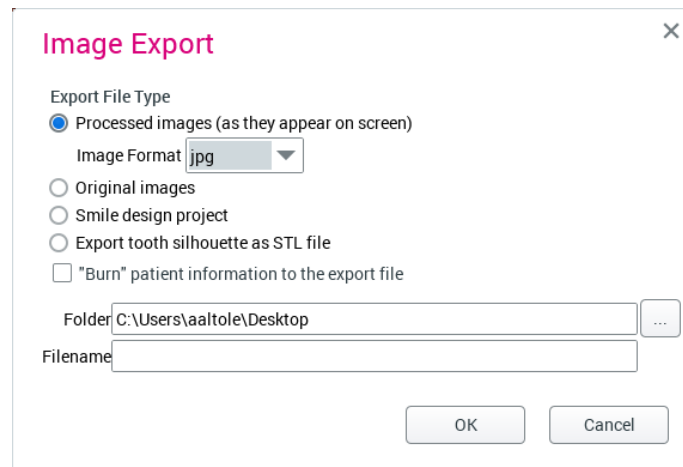 Image Export
Export File Type
Processed images (as they appear on screen)
Image Format jpg
Original images
Smile design project
Export tooth silhouette as STL file
"Burn" patient information to the export file
Folder C:\Users\aaltole\Desktop ...
Filename
OK Cancel